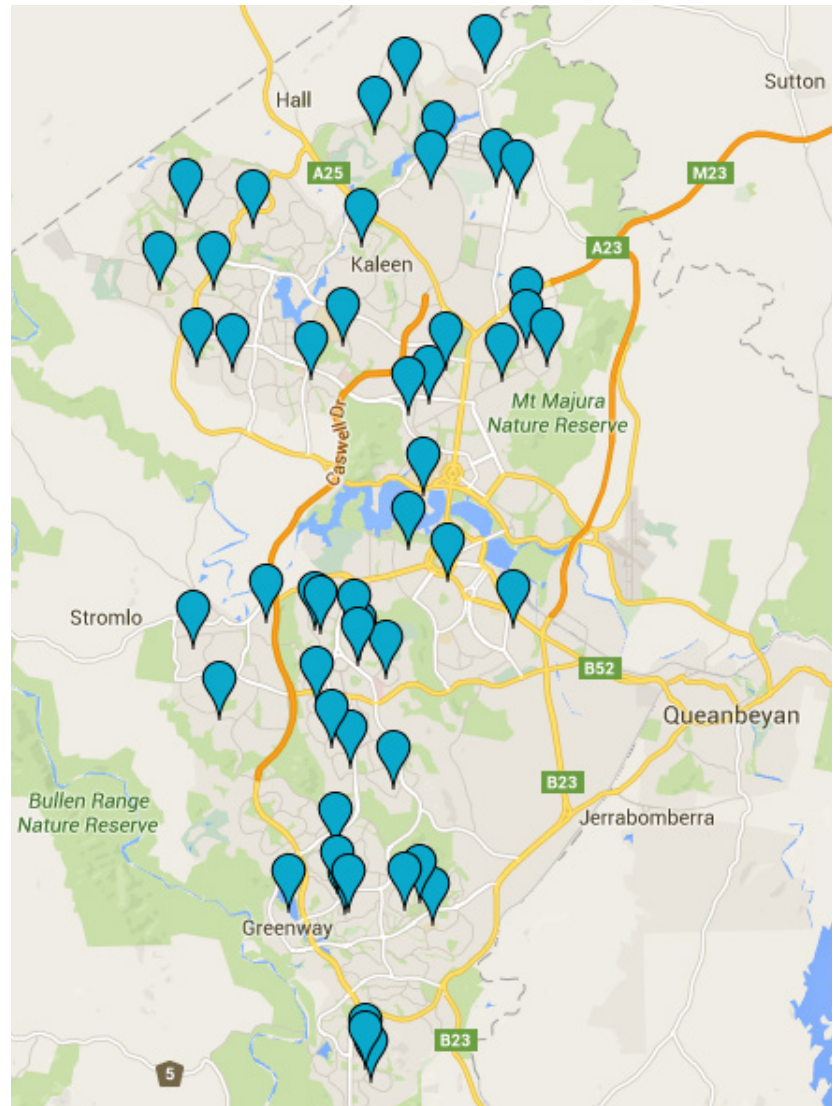 Sutton
Hall
A25
M23
A23
Kaleen
Mt Majura
Nature Reserve
Caswell Dr
Stromlo
B52
Queanbeyan
B23
Bullen Range
Nature Reserve
Jerrabomberra
Greenway
B23
5